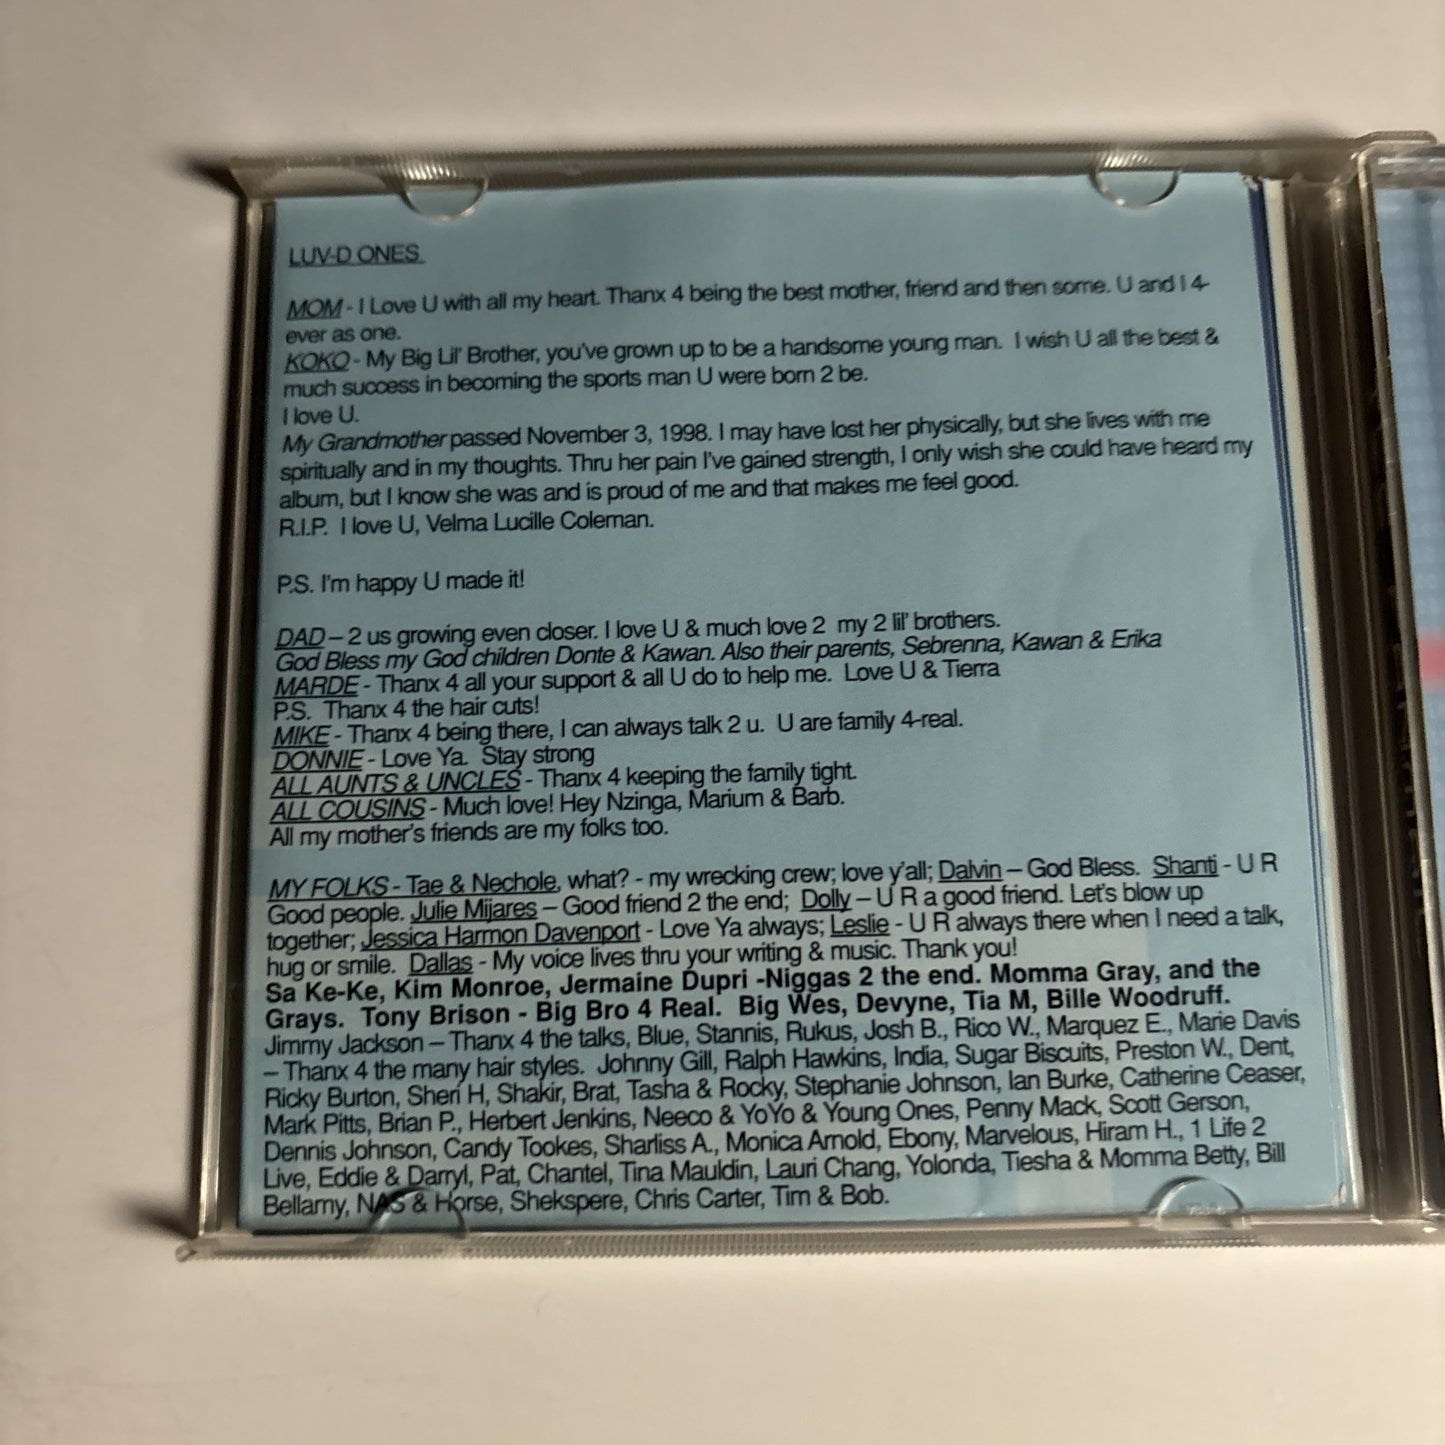 LUV-D ONES
MOM - I Love U with all my heart. Thanx 4 being the best mother, friend and then some. U and I 4-
ever as one.
KOKO - My Big Lil' Brother, you've grown up to be a handsome young man. I wish U all the best &
much success in becoming the sports man U were born 2 be.
I love U.
My Grandmother passed November 3, 1998. I may have lost her physically, but she lives with me
spiritually and in my thoughts. Thru her pain I've gained strength, I only wish she could have heard my
album, but I know she was and is proud of me and that makes me feel good.
R.I.P. I love U, Velma Lucille Coleman.
P.S. I'm happy U made it!
DAD – 2 us growing even closer. I love U & much love 2 my 2 lil' brothers.
God Bless my God children Donte & Kawan. Also their parents, Sebrenna, Kawan & Erika
MARDE - Thanx 4 all your support & all U do to help me. Love U & Tierra
P.S. Thanx 4 the hair cuts!
MIKE - Thanx 4 being there, I can always talk 2 u. U are family 4-real.
DONNIE - Love Ya. Stay strong
ALL AUNTS & UNCLES - Thanx 4 keeping the family tight.
ALL COUSINS - Much love! Hey Nzinga, Marium & Barb.
All my mother's friends are my folks too.
MY FOLKS - Tae & Nechole, what? - my wrecking crew; love y'all; Dalvin – God Bless. Shanti - U R
Good people. Julie Mijares – Good friend 2 the end; Dolly – U R a good friend. Let's blow up
together; Jessica Harmon Davenport - Love Ya always; Leslie - U R always there when I need a talk,
hug or smile. Dallas - My voice lives thru your writing & music. Thank you!
Sa Ke-Ke, Kim Monroe, Jermaine Dupri -Niggas 2 the end. Momma Gray, and the
Grays. Tony Brison - Big Bro 4 Real. Big Wes, Devyne, Tia M, Bille Woodruff.
Jimmy Jackson – Thanx 4 the talks, Blue, Stannis, Rukus, Josh B., Rico W., Marquez E., Marie Davis
– Thanx 4 the many hair styles. Johnny Gill, Ralph Hawkins, India, Sugar Biscuits, Preston W., Dent,
Ricky Burton, Sheri H, Shakir, Brat, Tasha & Rocky, Stephanie Johnson, Ian Burke, Catherine Ceaser,
Mark Pitts, Brian P., Herbert Jenkins, Neeco & YoYo & Young Ones, Penny Mack, Scott Gerson,
Dennis Johnson, Candy Tookes, Sharliss A., Monica Arnold, Ebony, Marvelous, Hiram H., 1 Life 2
Live, Eddie & Darryl, Pat, Chantel, Tina Mauldin, Lauri Chang, Yolonda, Tiesha & Momma Betty, Bill
Bellamy, NAS & Horse, Shekspere, Chris Carter, Tim & Bob.